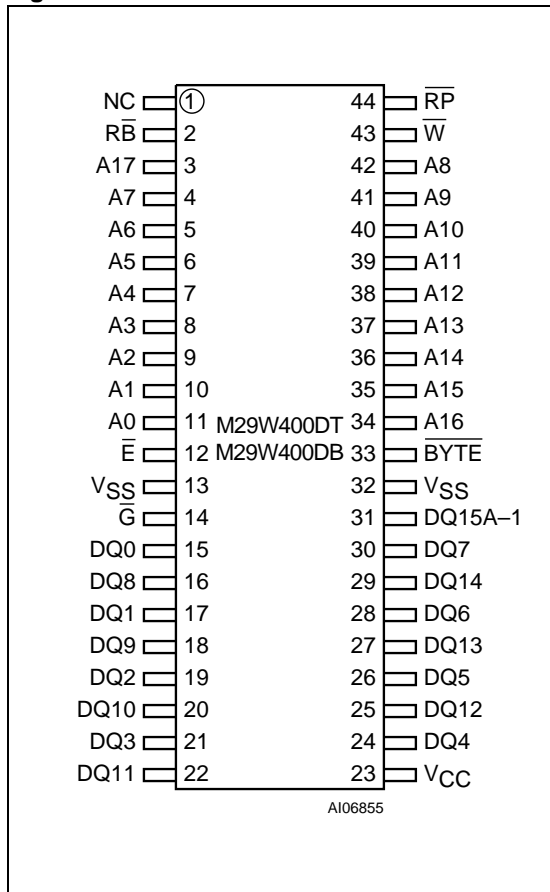 NC 1 44 R̅P̅
RB̅ 2 43 W̅
A17 3 42 A8
A7 4 41 A9
A6 5 40 A10
A5 6 39 A11
A4 7 38 A12
A3 8 37 A13
A2 9 36 A14
A1 10 35 A15
A0 11 M29W400DT 34 A16
E̅ 12 M29W400DB 33 B̅Y̅T̅E̅
VSS 13 32 VSS
G̅ 14 31 DQ15A–1
DQ0 15 30 DQ7
DQ8 16 29 DQ14
DQ1 17 28 DQ6
DQ9 18 27 DQ13
DQ2 19 26 DQ5
DQ10 20 25 DQ12
DQ3 21 24 DQ4
DQ11 22 23 VCC
AI06855